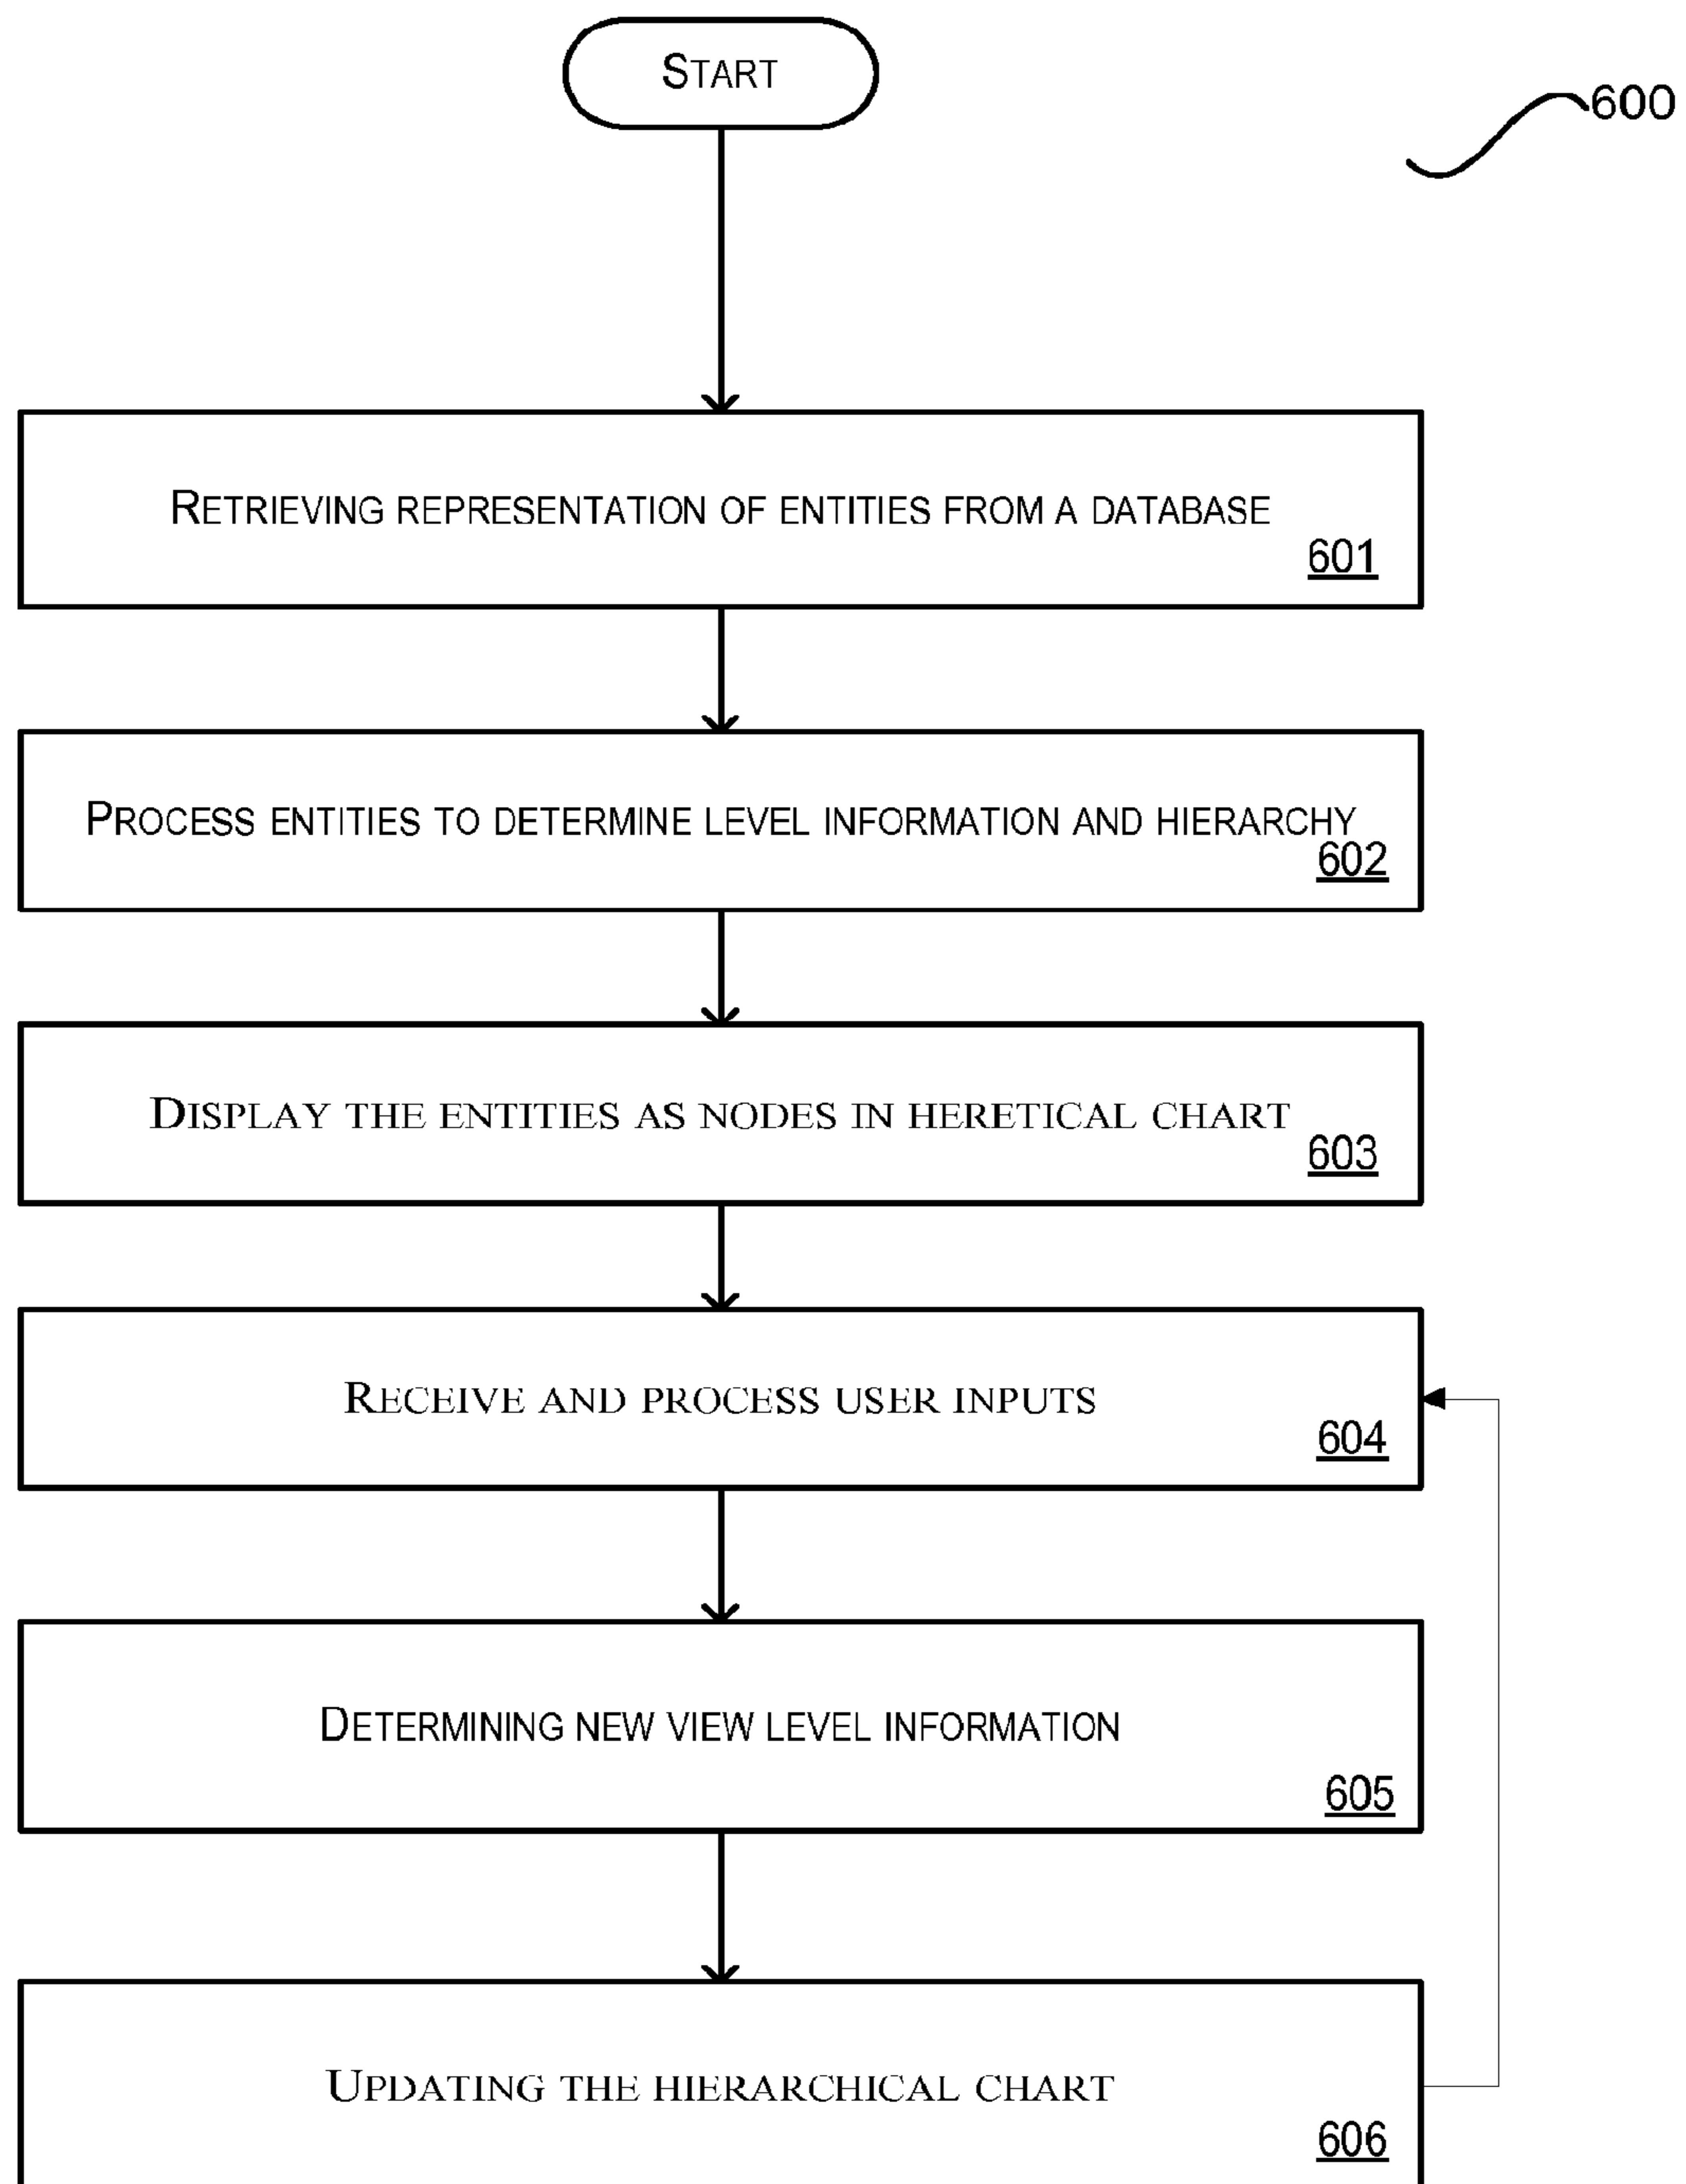 START
600
RETRIEVING REPRESENTATION OF ENTITIES FROM A DATABASE
601
PROCESS ENTITIES TO DETERMINE LEVEL INFORMATION AND HIERARCHY
602
DISPLAY THE ENTITIES AS NODES IN HERETICAL CHART
603
RECEIVE AND PROCESS USER INPUTS
604
DETERMINING NEW VIEW LEVEL INFORMATION
605
UPDATING THE HIERARCHICAL CHART
606